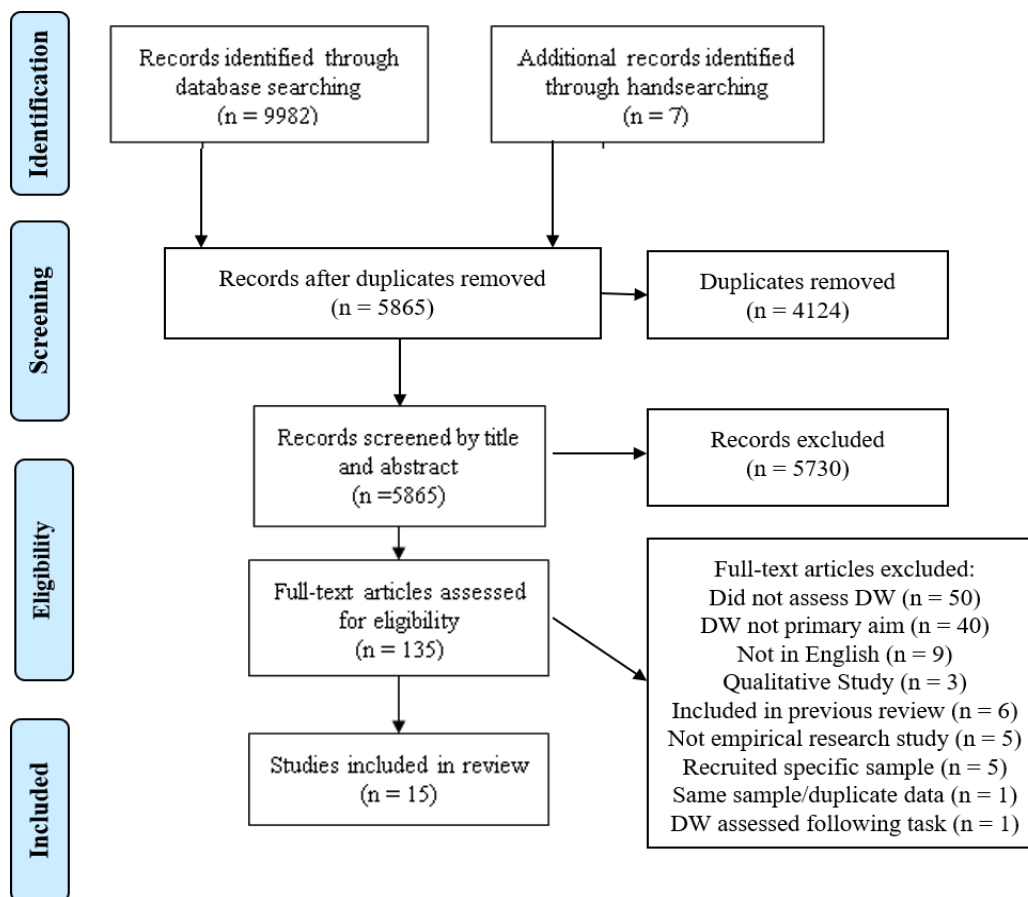 Identification
Records identified through
database searching
(n = 9982)
Additional records identified
through handsearching
(n = 7)
Screening
Records after duplicates removed
(n = 5865)
Duplicates removed
(n = 4124)
Records screened by title
and abstract
(n =5865)
Records excluded
(n = 5730)
Eligibility
Full-text articles assessed
for eligibility
(n = 135)
Full-text articles excluded:
Did not assess DW (n = 50)
DW not primary aim (n = 40)
Not in English (n = 9)
Qualitative Study (n = 3)
Included in previous review (n = 6)
Not empirical research study (n = 5)
Recruited specific sample (n = 5)
Same sample/duplicate data (n = 1)
DW assessed following task (n = 1)
Included
Studies included in review
(n = 15)